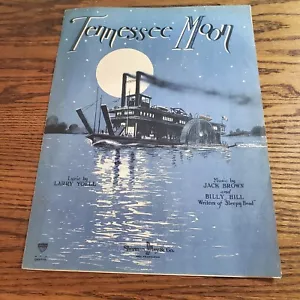 Tennessee Moon
Lyric by
LARRY YOELL
Music by
JACK BROWN
and
BILLY HILL
Writers of "Sleepy Head"